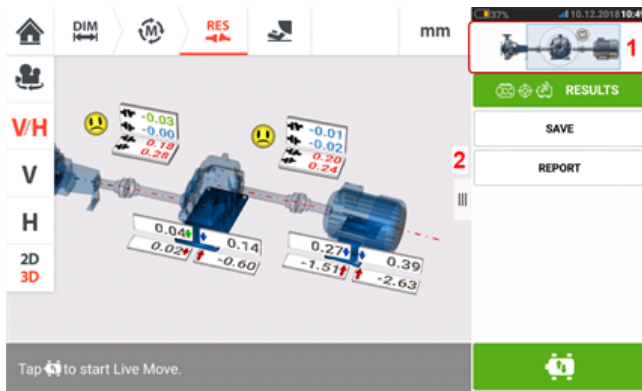 DIM
M
RES
mm
37%
10.12.2018 10:49
1
RESULTS
SAVE
REPORT
2
V/H
V
H
2D
3D
-0.03
-0.00
0.18
0.28
-0.01
-0.02
0.20
0.24
0.04
0.14
0.02
-0.60
0.27
0.39
-1.51
-2.63
Tap to start Live Move.